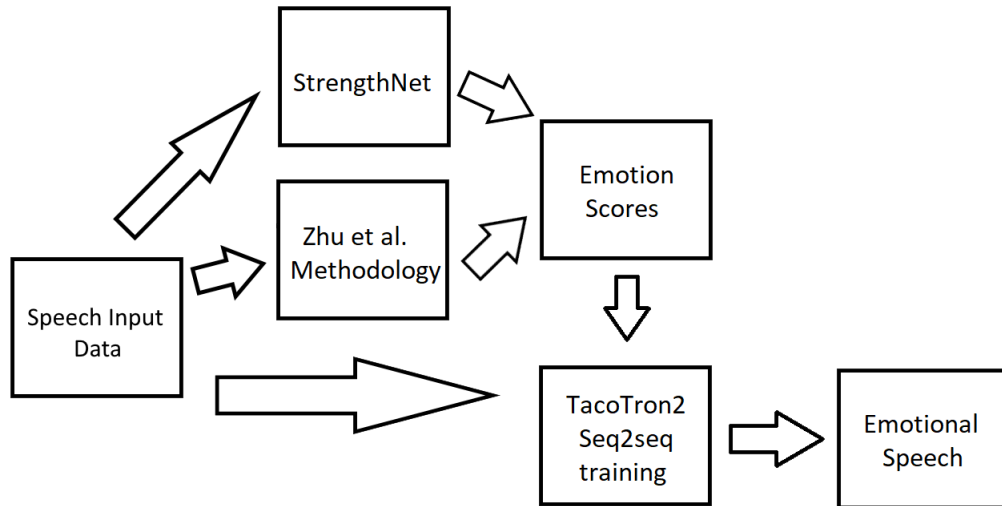 StrengthNet
Emotion
Scores
Zhu et al.
Methodology
Speech Input
Data
TacoTron2
Seq2seq
training
Emotional
Speech